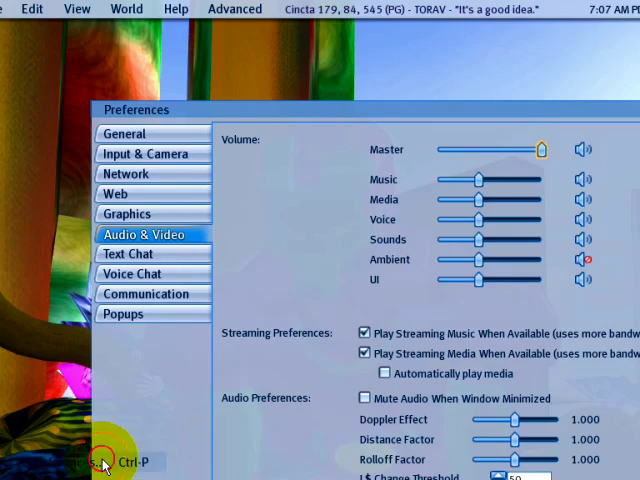 e Edit View World Help Advanced Cincta 179, 84, 545 (PG) - TORAV - "It's a good idea." 7:07 AM PD
Preferences
General
Input & Camera
Network
Web
Graphics
Audio & Video
Text Chat
Voice Chat
Communication
Popups
Volume:
Master
Music
Media
Voice
Sounds
Ambient
UI
Streaming Preferences: Play Streaming Music When Available (uses more bandw
Play Streaming Media When Available (uses more bandw
Automatically play media
Audio Preferences: Mute Audio When Window Minimized
Doppler Effect 1.000
Distance Factor 1.000
Rolloff Factor 1.000
L$ Change Threshold 50
s... Ctrl-P